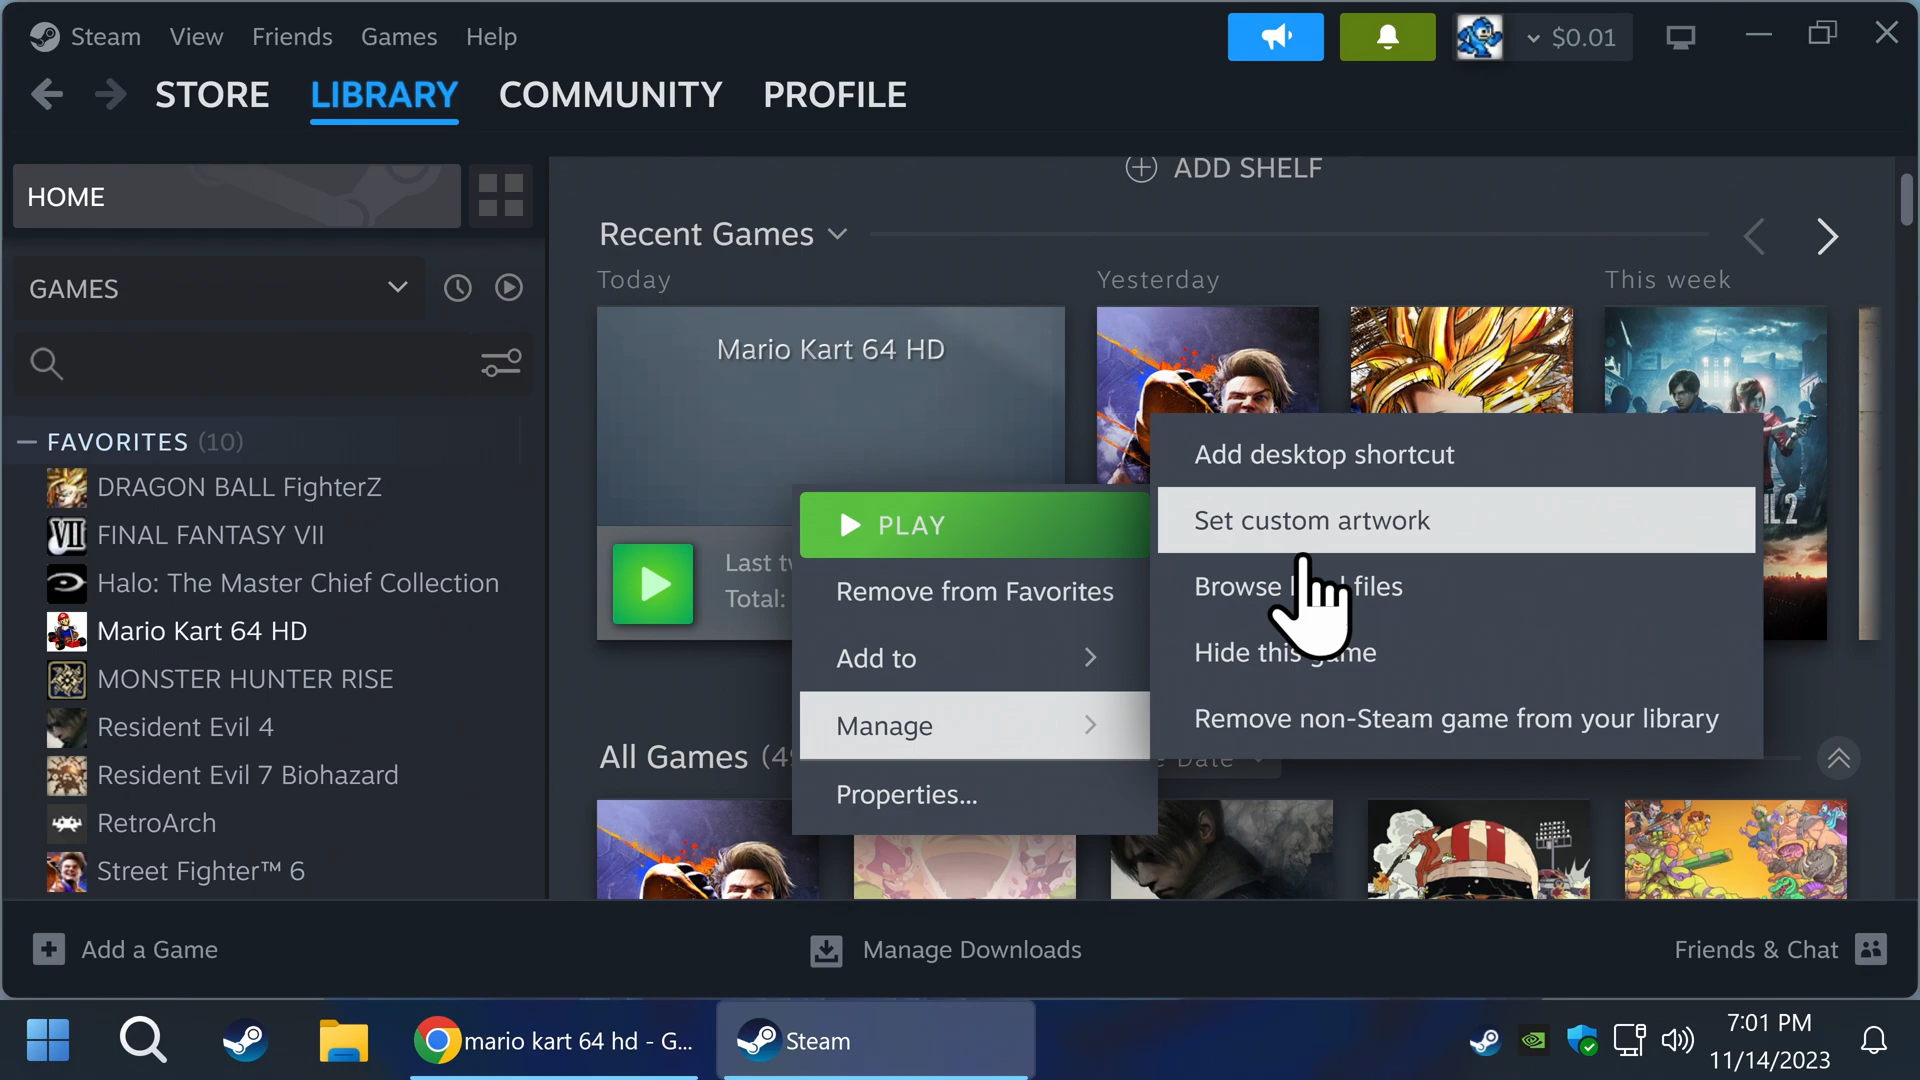 Steam View Friends Games Help
$0.01
STORE LIBRARY COMMUNITY PROFILE
HOME
ADD SHELF
Recent Games
GAMES
Today Yesterday This week
Mario Kart 64 HD
FAVORITES (10)
DRAGON BALL FighterZ
FINAL FANTASY VII
Halo: The Master Chief Collection
Mario Kart 64 HD
MONSTER HUNTER RISE
Resident Evil 4
Resident Evil 7 Biohazard
RetroArch
Street Fighter™ 6
Last
Total:
PLAY
Remove from Favorites
Add to
Manage
Properties...
Add desktop shortcut
Set custom artwork
Browse files
Hide this game
Remove non-Steam game from your library
All Games
Date
Add a Game
Manage Downloads
Friends & Chat
mario kart 64 hd - G...
Steam
7:01 PM
11/14/2023